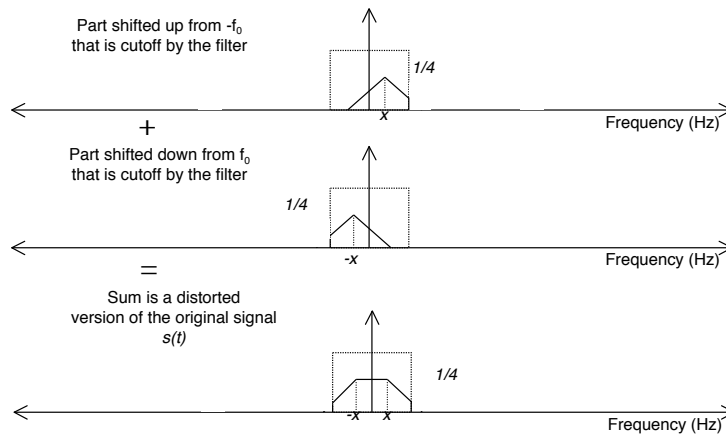 Part shifted up from -f₀
that is cutoff by the filter
1/4
x
Frequency (Hz)
+
Part shifted down from f₀
that is cutoff by the filter
1/4
-x
Frequency (Hz)
=
Sum is a distorted
version of the original signal
s(t)
1/4
-x x
Frequency (Hz)